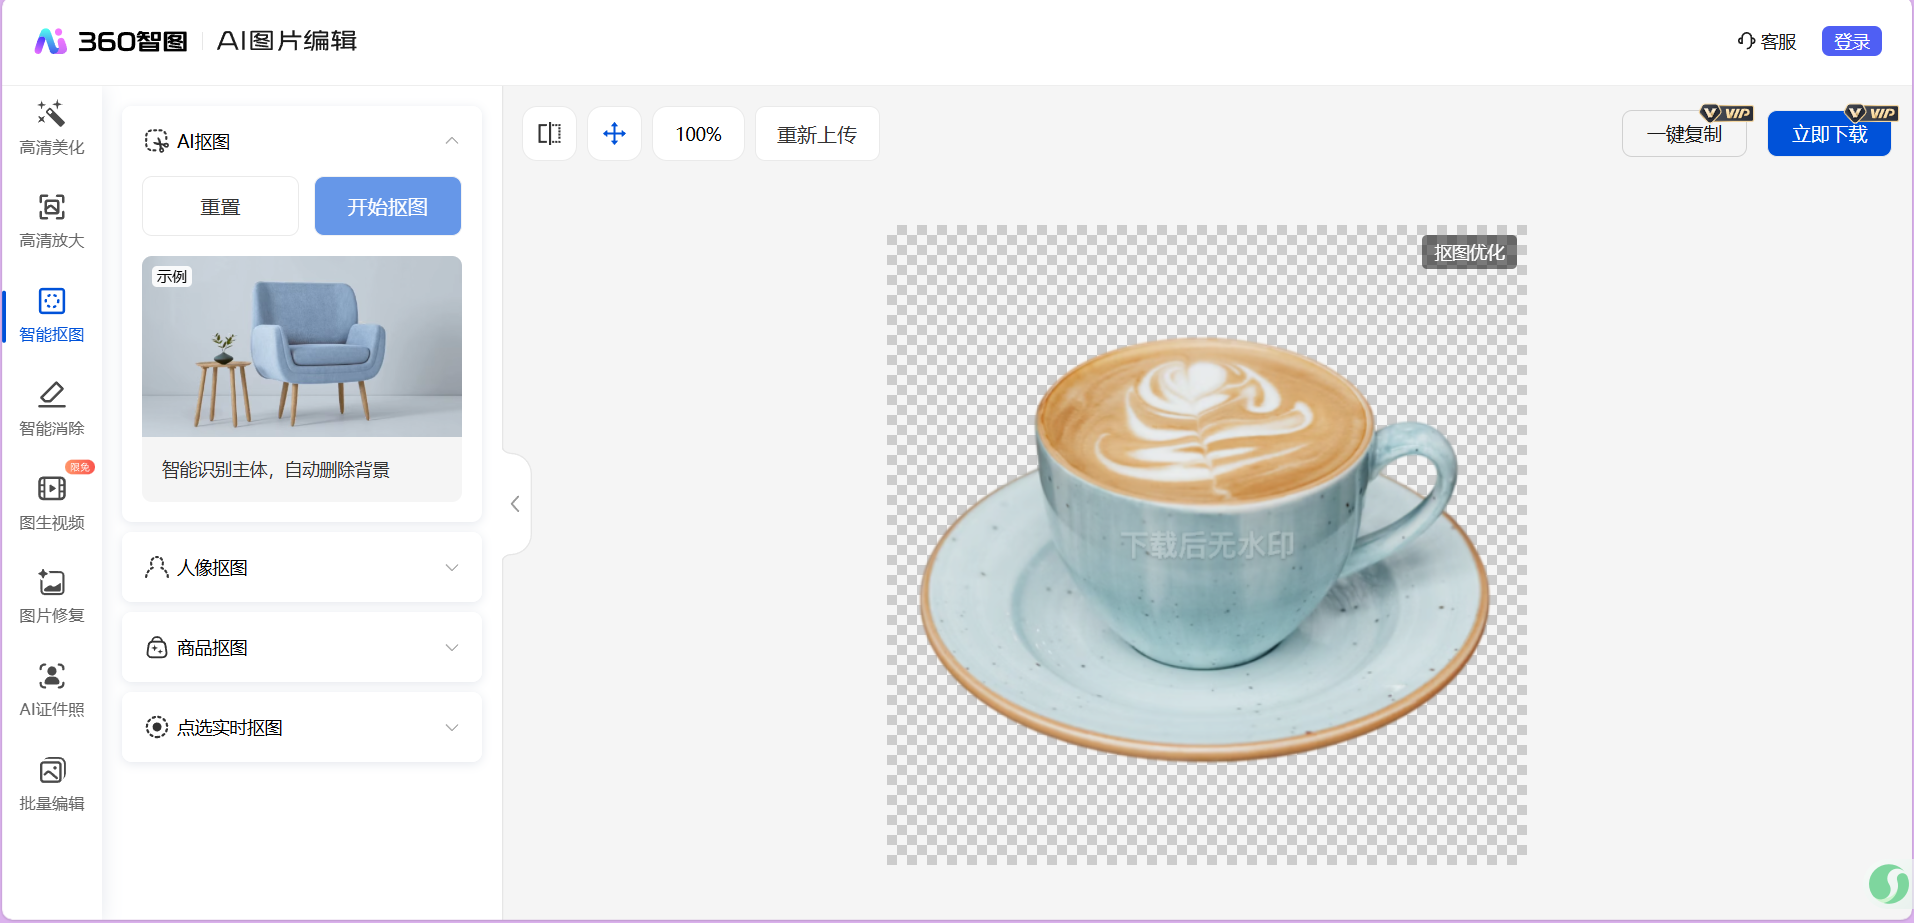 360智图 AI图片编辑
客服
登录
高清美化
高清放大
智能抠图
智能消除
限免
图生视频
图片修复
AI证件照
批量编辑
AI抠图
重置
开始抠图
示例
智能识别主体，自动删除背景
人像抠图
商品抠图
点选实时抠图
100%
重新上传
VIP
一键复制
VIP
立即下载
抠图优化
下载后无水印